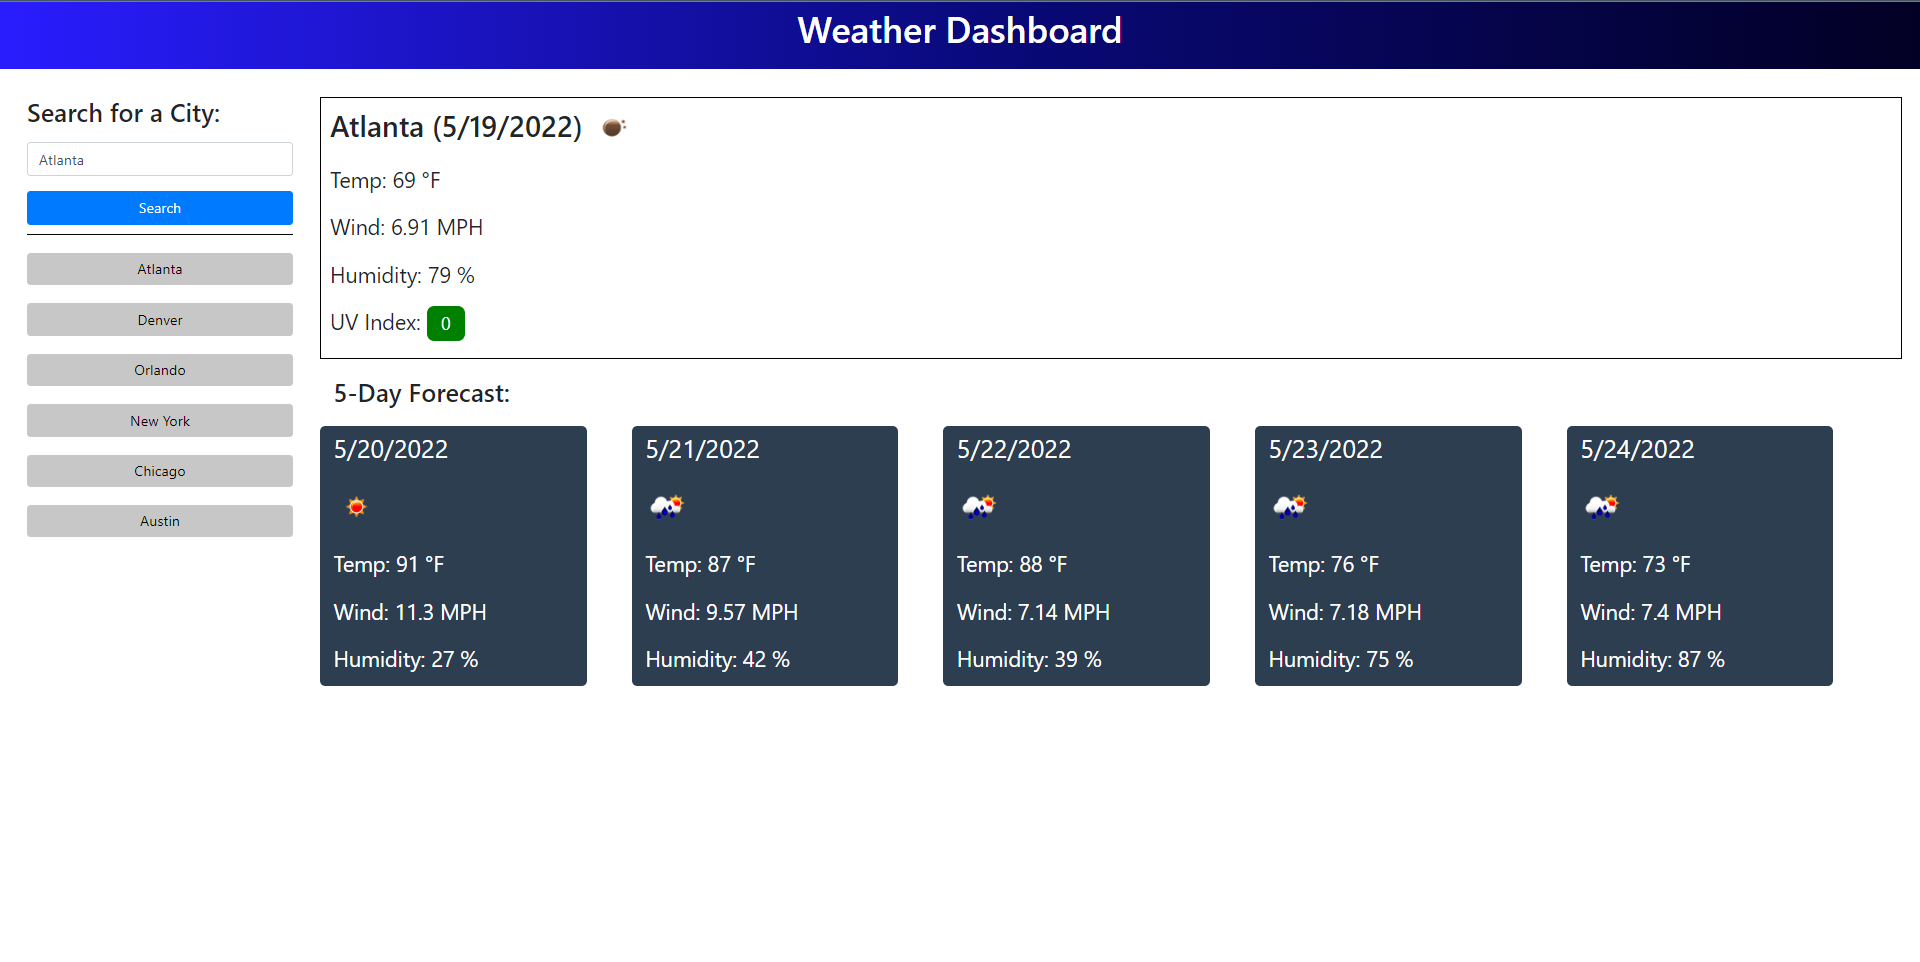 Weather Dashboard
Search for a City:
Atlanta
Search
Atlanta
Denver
Orlando
New York
Chicago
Austin
Atlanta (5/19/2022)
Temp: 69 °F
Wind: 6.91 MPH
Humidity: 79 %
UV Index: 0
5-Day Forecast:
5/20/2022
Temp: 91 °F
Wind: 11.3 MPH
Humidity: 27 %
5/21/2022
Temp: 87 °F
Wind: 9.57 MPH
Humidity: 42 %
5/22/2022
Temp: 88 °F
Wind: 7.14 MPH
Humidity: 39 %
5/23/2022
Temp: 76 °F
Wind: 7.18 MPH
Humidity: 75 %
5/24/2022
Temp: 73 °F
Wind: 7.4 MPH
Humidity: 87 %